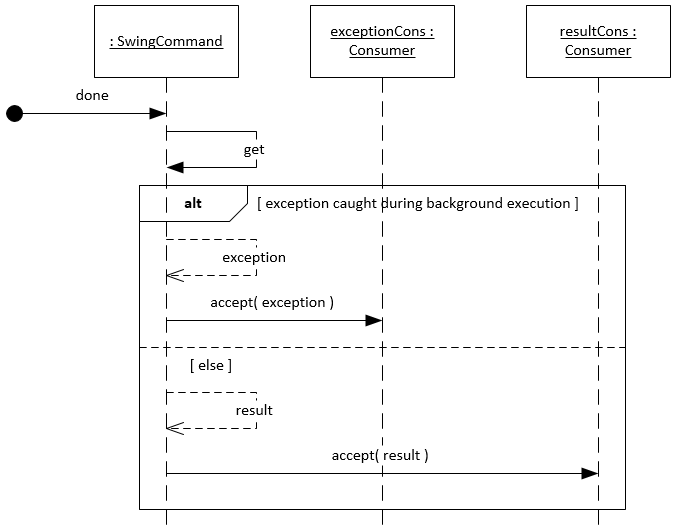 : SwingCommand
exceptionCons :
Consumer
resultCons :
Consumer
done
get
alt
[ exception caught during background execution ]
exception
accept( exception )
[ else ]
result
accept( result )